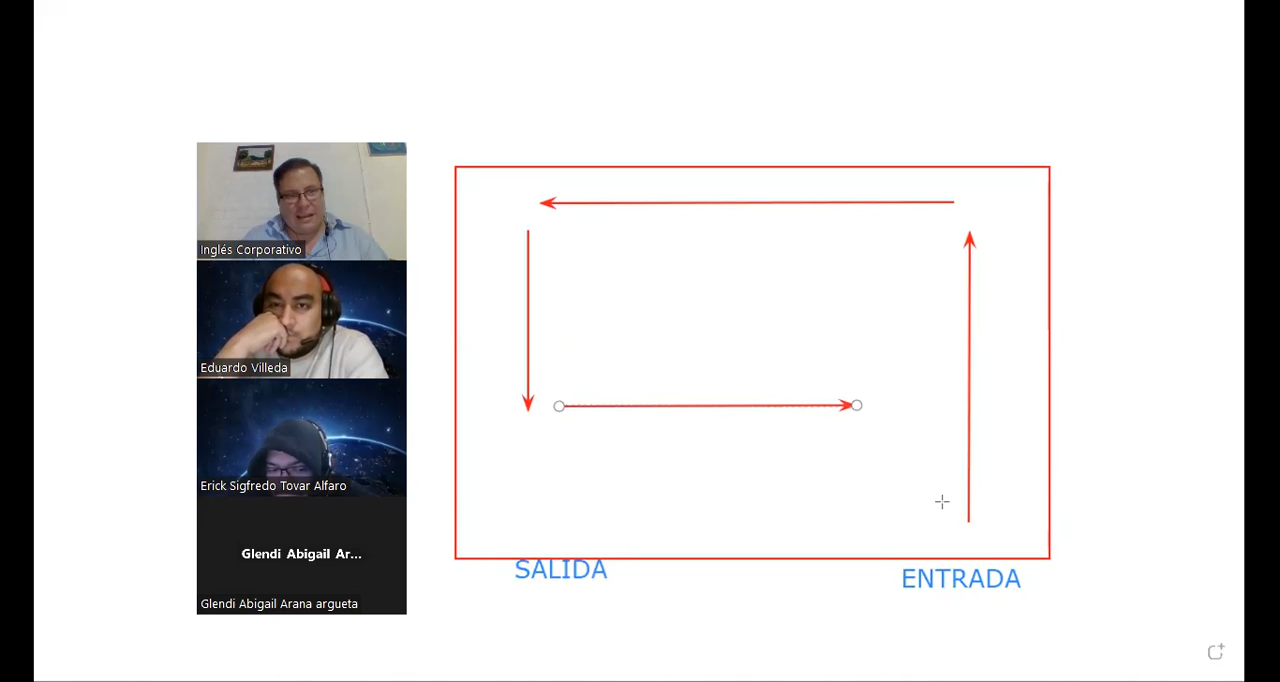 Inglés Corporativo
Eduardo Villeda
Erick Sigfredo Tovar Alfaro
Glendi Abigail Ar...
Glendi Abigail Arana argueta
SALIDA
ENTRADA